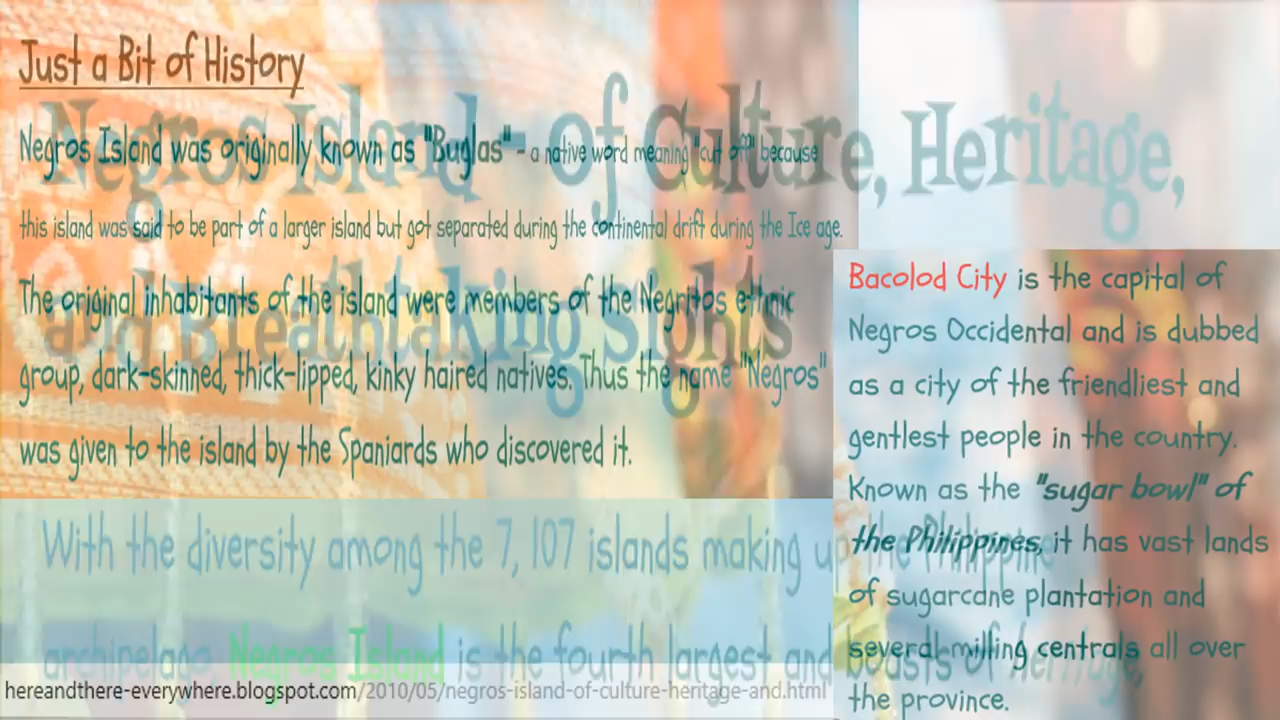 Just a Bit of History
Negros Island - of Culture, Heritage,
and Breathtaking Sights
Negros Island was originally known as "Buglas" - a native word meaning "cut off" because
this island was said to be part of a larger island but got separated during the continental drift during the Ice age.
The original inhabitants of the island were members of the Negritos ethnic
group, dark-skinned, thick-lipped, kinky haired natives. Thus the name "Negros"
was given to the island by the Spaniards who discovered it.
Bacolod City is the capital of
Negros Occidental and is dubbed
as a city of the friendliest and
gentlest people in the country.
Known as the "sugar bowl" of
the Philippines, it has vast lands
of sugarcane plantation and
several milling centrals all over
the province.
With the diversity among the 7, 107 islands making up the Philippine
archipelago, Negros Island is the fourth largest and boasts of Heritage,
hereandthere-everywhere.blogspot.com/2010/05/negros-island-of-culture-heritage-and.html